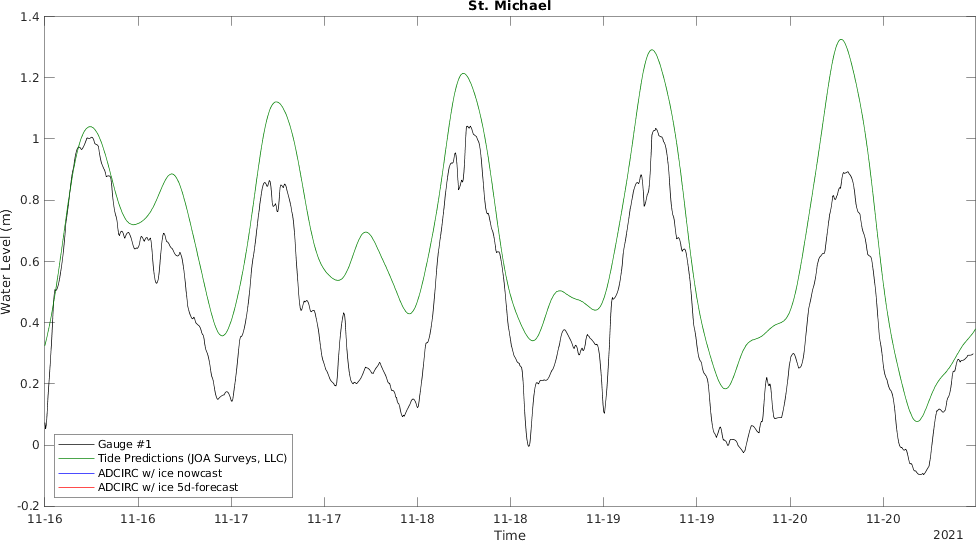 St. Michael
1.4
1.2
1
0.8
0.6
0.4
0.2
0
-0.2
Water Level (m)
Gauge #1
Tide Predictions (JOA Surveys, LLC)
ADCIRC w/ ice nowcast
ADCIRC w/ ice 5d-forecast
11-16 11-16 11-17 11-17 11-18 11-18 11-19 11-19 11-20 11-20
Time
2021